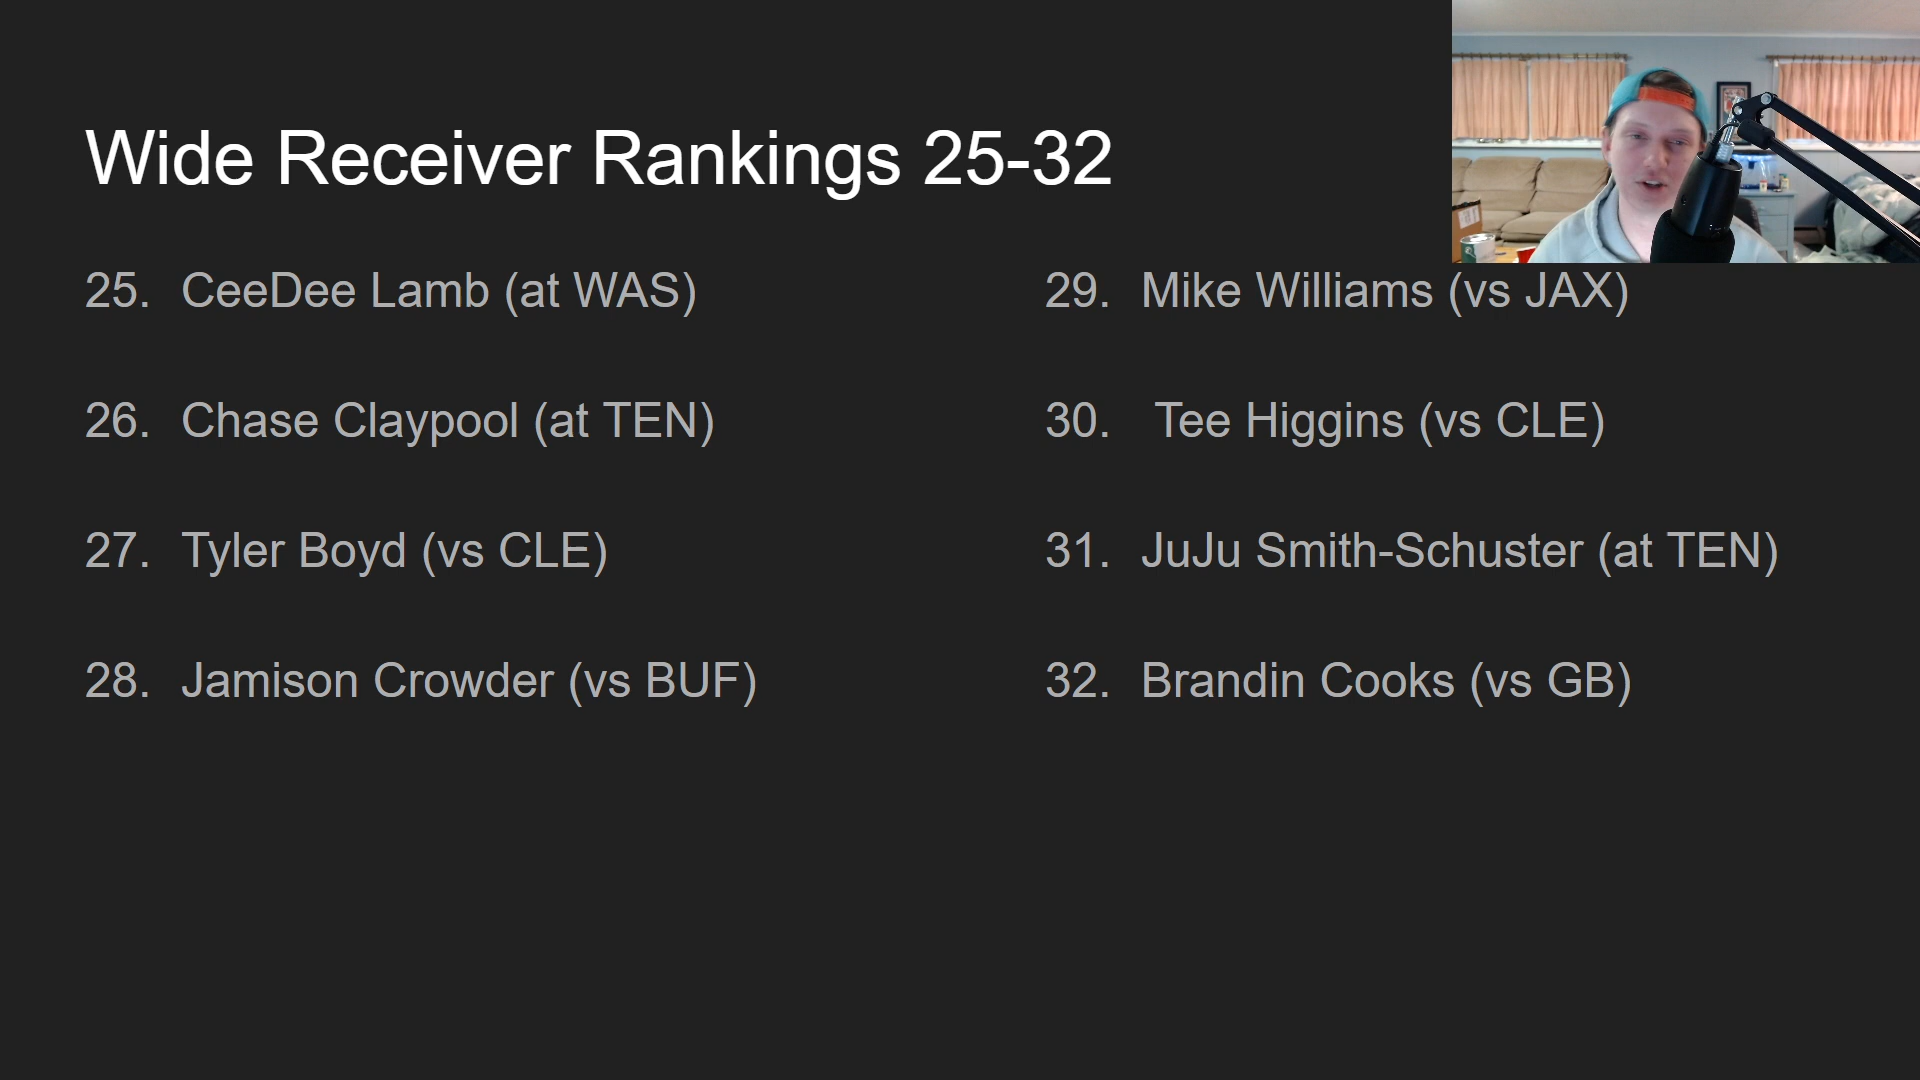 Wide Receiver Rankings 25-32
25. CeeDee Lamb (at WAS)
26. Chase Claypool (at TEN)
27. Tyler Boyd (vs CLE)
28. Jamison Crowder (vs BUF)
29. Mike Williams (vs JAX)
30. Tee Higgins (vs CLE)
31. JuJu Smith-Schuster (at TEN)
32. Brandin Cooks (vs GB)